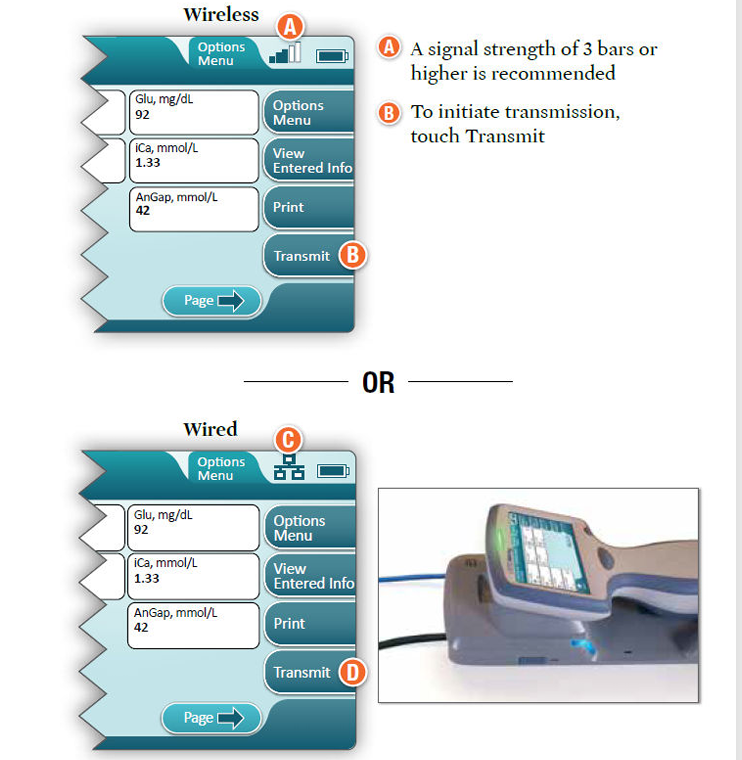 Wireless
A
Options
Menu
A A signal strength of 3 bars or
higher is recommended
B To initiate transmission,
touch Transmit
Glu, mg/dL
92
Options
Menu
iCa, mmol/L
1.33
View
Entered Info
AnGap, mmol/L
42
Print
Transmit B
Page
OR
Wired
C
Options
Menu
Glu, mg/dL
92
Options
Menu
iCa, mmol/L
1.33
View
Entered Info
AnGap, mmol/L
42
Print
Transmit D
Page